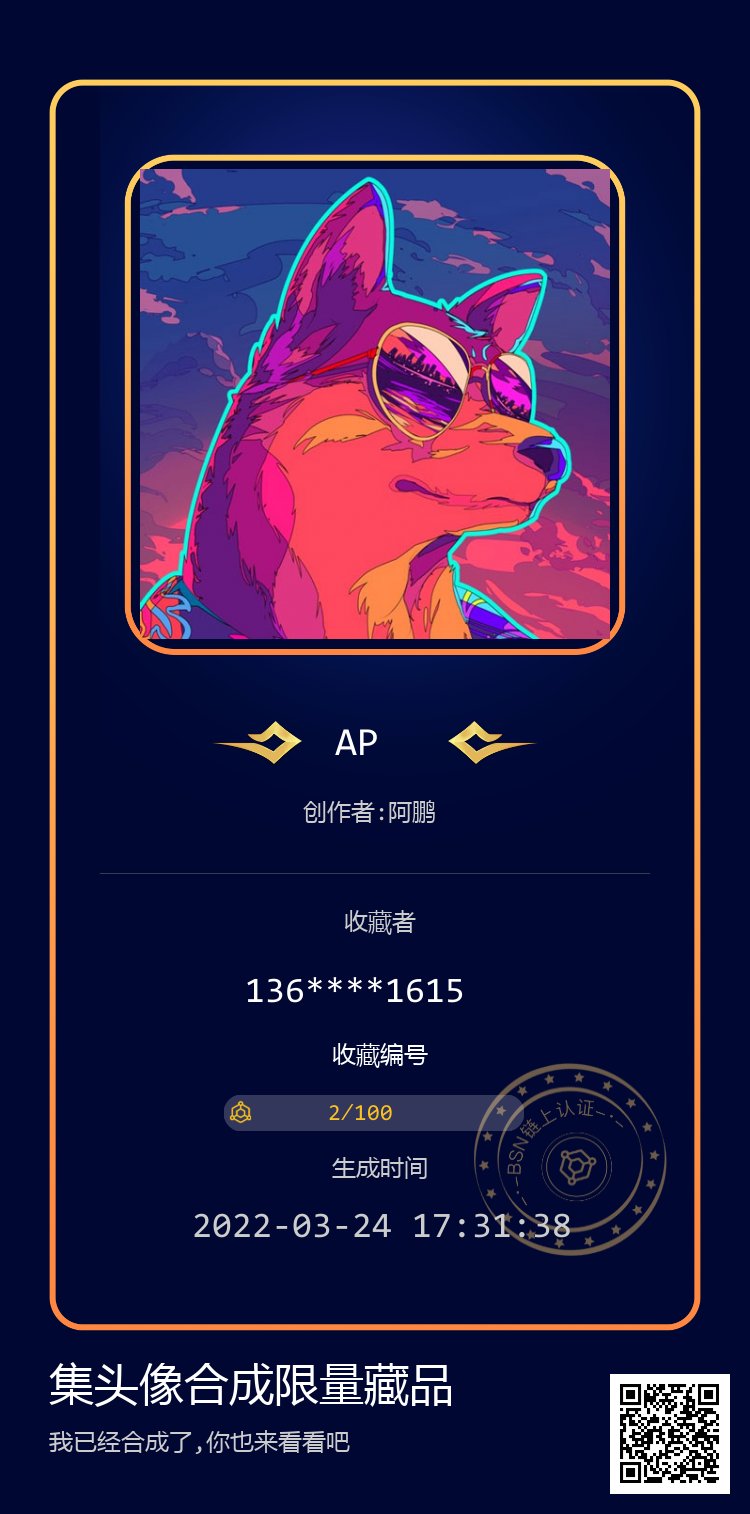 AP
创作者:阿鹏
收藏者
136****1615
收藏编号
2/100
BSN链上认证
生成时间
2022-03-24 17:31:38
集头像合成限量藏品
我已经合成了,你也来看看吧